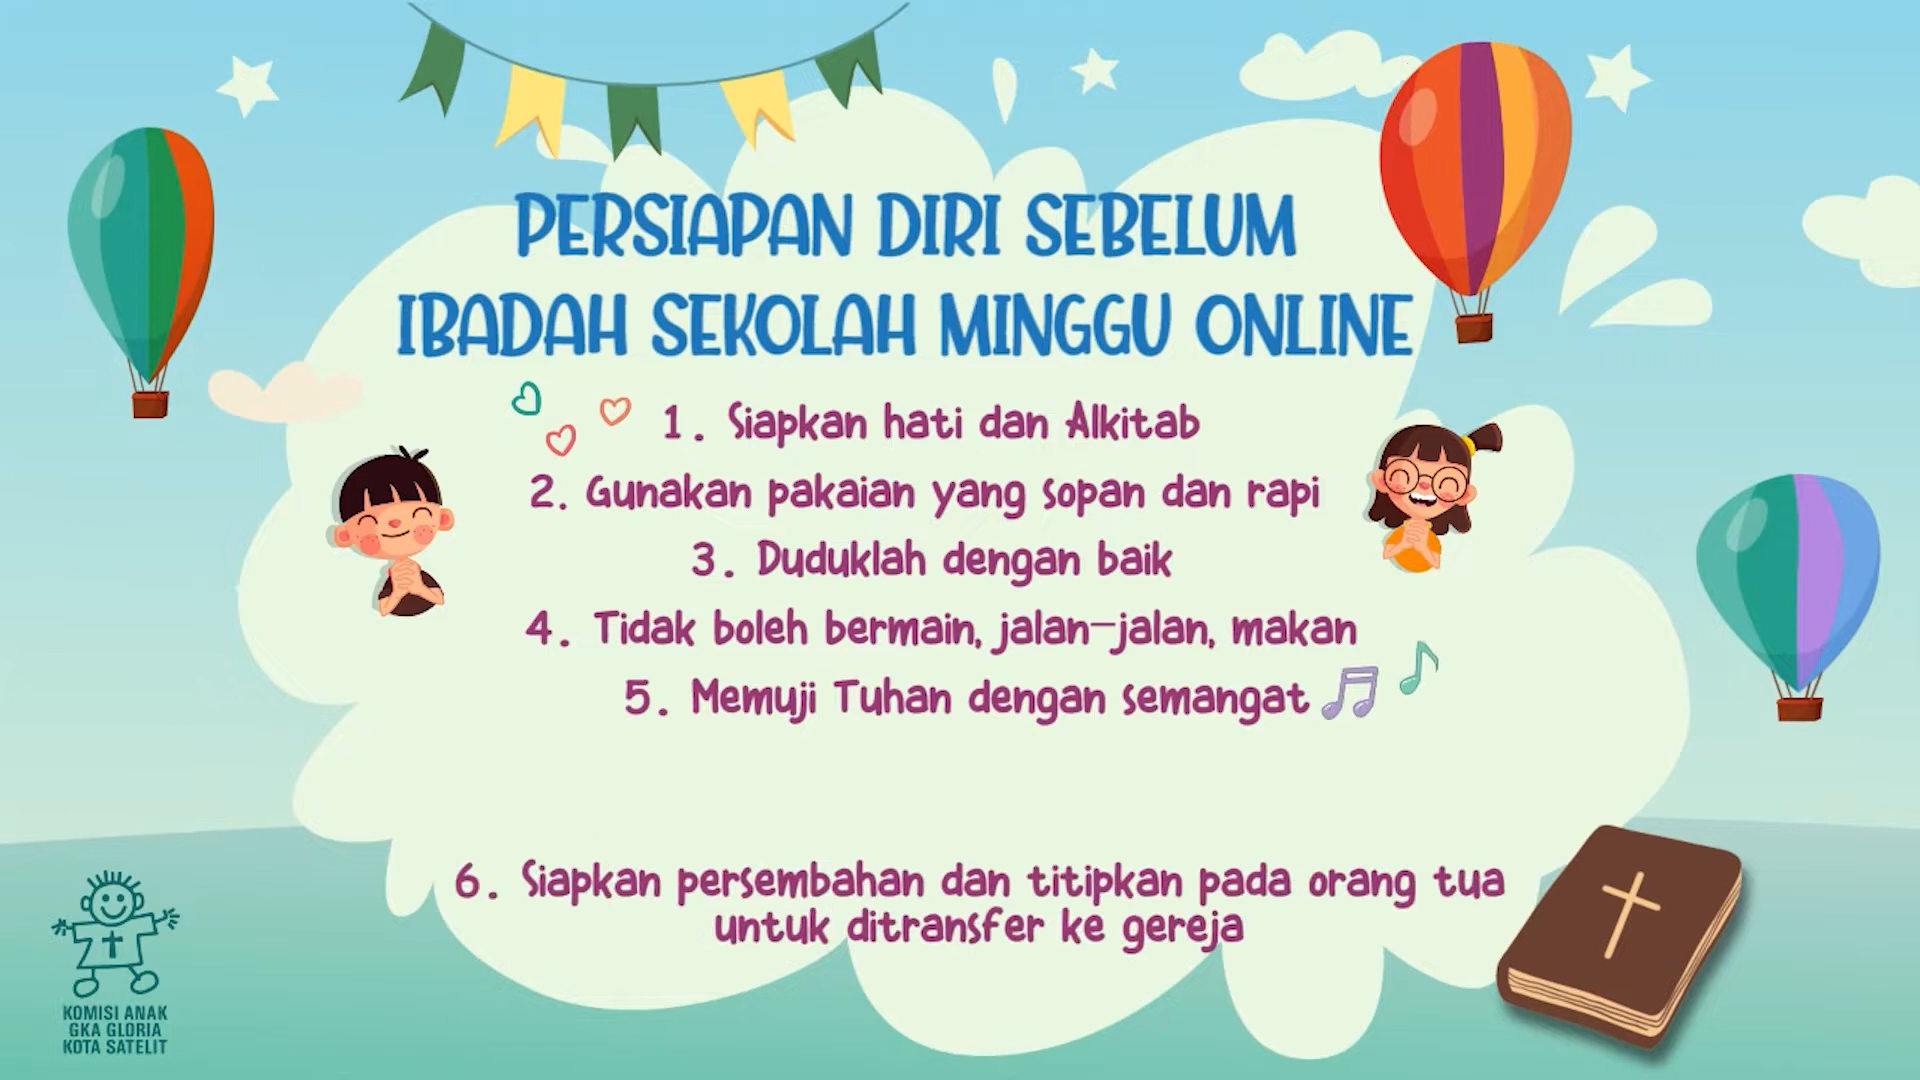 PERSIAPAN DIRI SEBELUM
IBADAH SEKOLAH MINGGU ONLINE
1. Siapkan hati dan Alkitab
2. Gunakan pakaian yang sopan dan rapi
3. Duduklah dengan baik
4. Tidak boleh bermain, jalan-jalan, makan
5. Memuji Tuhan dengan semangat
6. Siapkan persembahan dan titipkan pada orang tua
untuk ditransfer ke gereja
KOMISI ANAK
GKA GLORIA
KOTA SATELIT